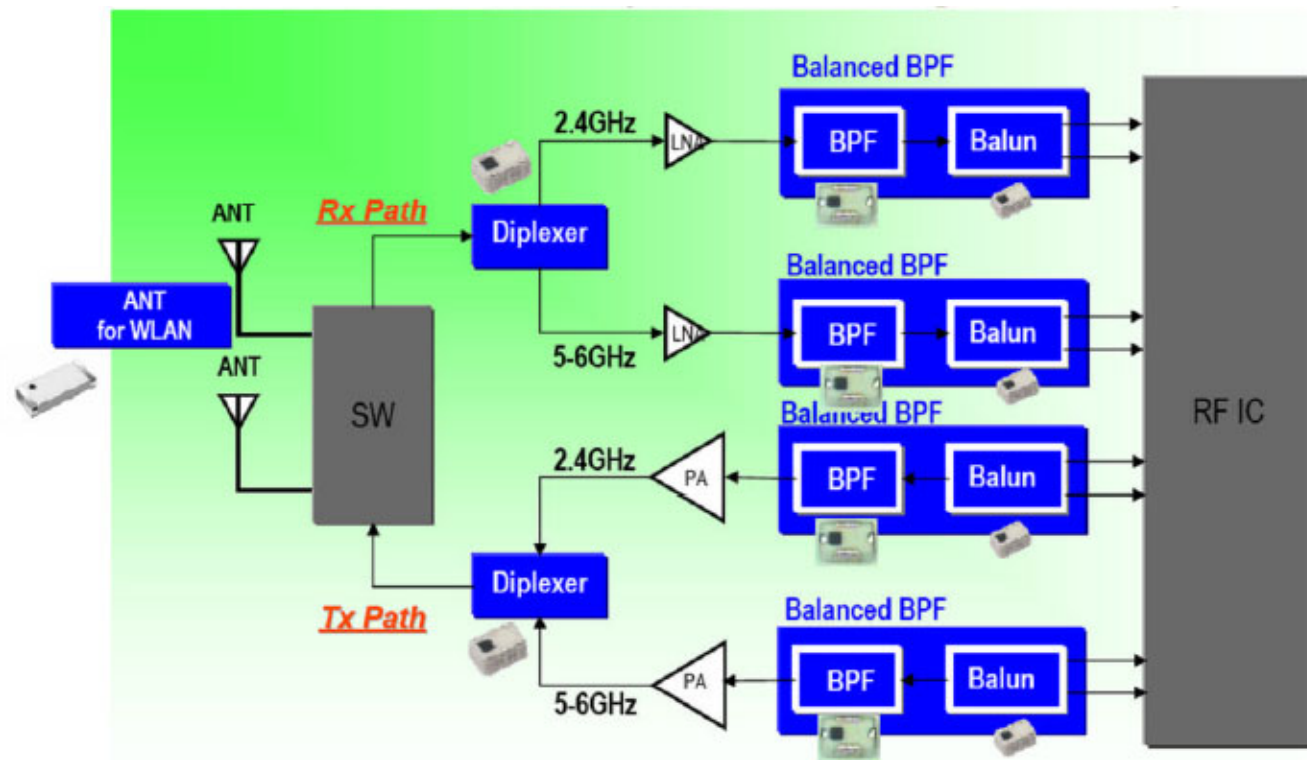 Balanced BPF
2.4GHz
LNA
BPF
Balun
ANT
Rx Path
Diplexer
Balanced BPF
ANT
for WLAN
5-6GHz
LNA
BPF
Balun
ANT
SW
RF IC
Balanced BPF
2.4GHz
PA
BPF
Balun
Diplexer
Tx Path
Balanced BPF
5-6GHz
PA
BPF
Balun